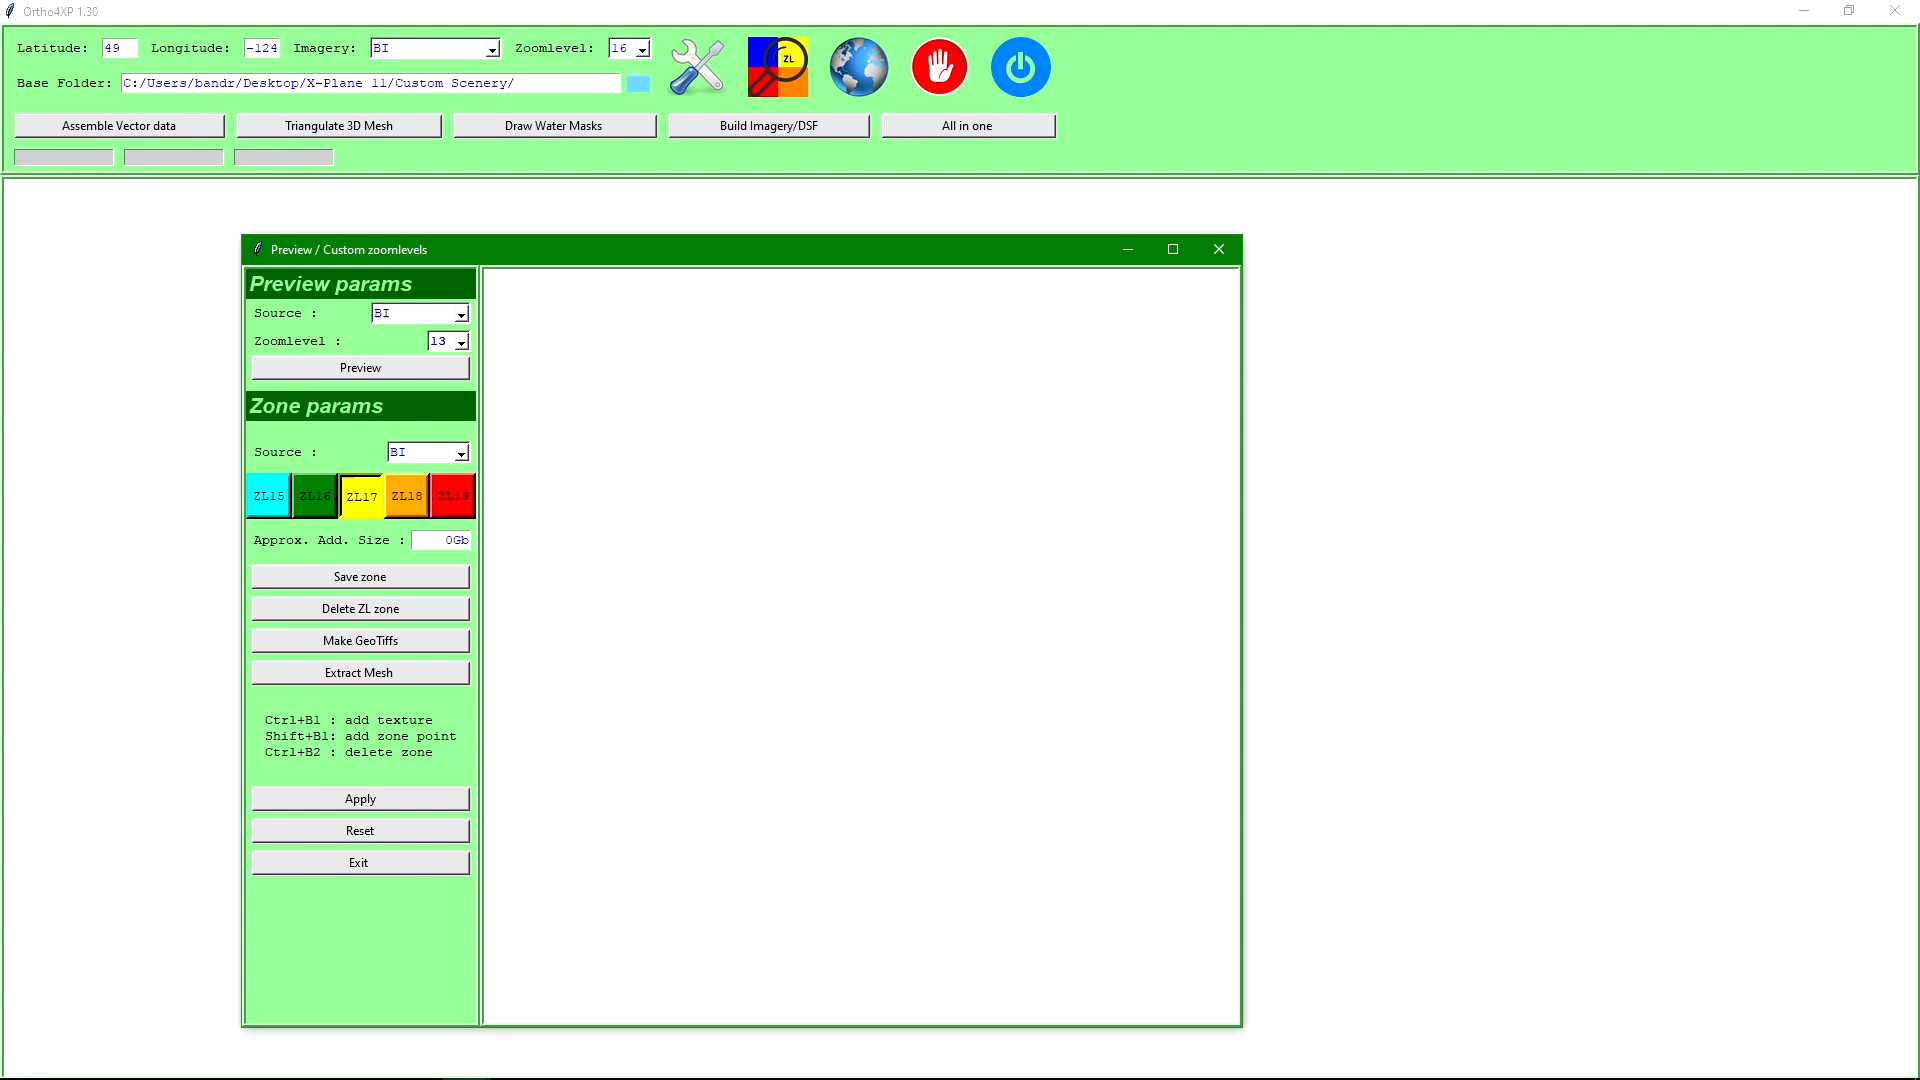 Ortho4XP 1.30
Latitude: 49 Longitude: -124 Imagery: BI Zoomlevel: 16
ZL
Base Folder: C:/Users/bandr/Desktop/X-Plane 11/Custom Scenery/
Assemble Vector data Triangulate 3D Mesh Draw Water Masks Build Imagery/DSF All in one
Preview / Custom zoomlevels
Preview params
Source : BI
Zoomlevel : 13
Preview
Zone params
Source : BI
ZL15 ZL16 ZL17 ZL18 ZL19
Approx. Add. Size : 0Gb
Save zone
Delete ZL zone
Make GeoTiffs
Extract Mesh
Ctrl+B1 : add texture
Shift+B1: add zone point
Ctrl+B2 : delete zone
Apply
Reset
Exit